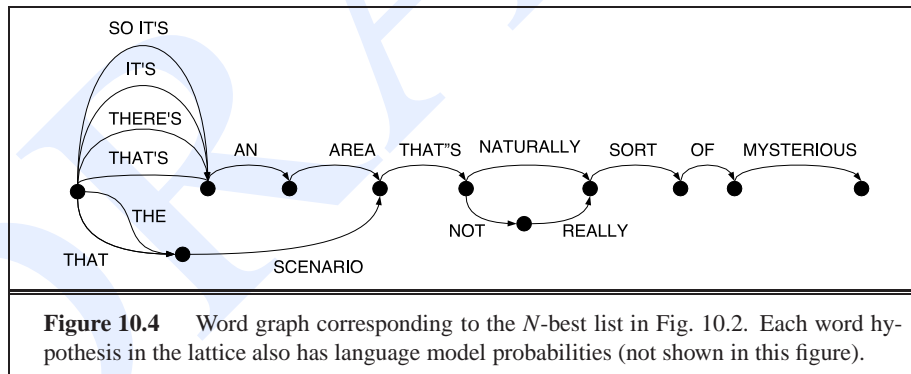 SO IT'S
IT'S
THERE'S
THAT'S
AN
AREA
THAT"S
NATURALLY
SORT
OF
MYSTERIOUS
THE
NOT
REALLY
THAT
SCENARIO
Figure 10.4 Word graph corresponding to the N-best list in Fig. 10.2. Each word hy-
pothesis in the lattice also has language model probabilities (not shown in this figure).